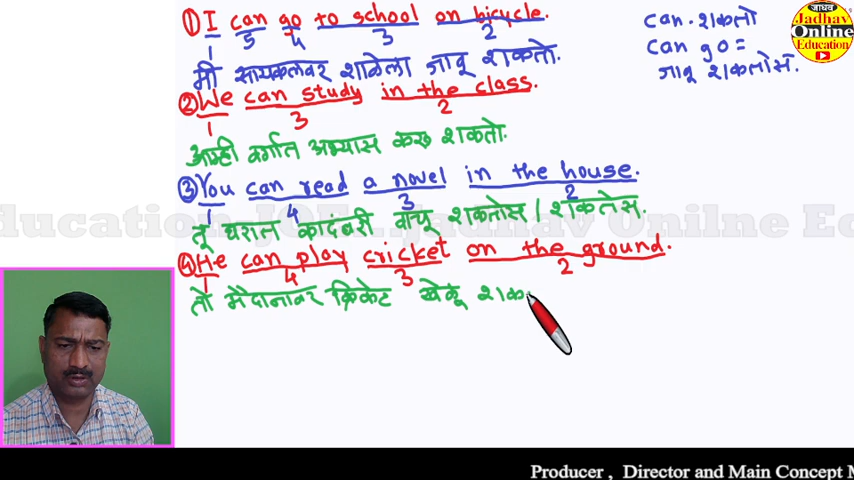 ① I can go to school on bicycle.
1 5 4 3 2
मी सायकलवर शाळेला जावू शकतो.
② We can study in the class.
1 3 2
आम्ही वर्गात अभ्यास करू शकतो.
③ You can read a novel in the house.
1 4 3 2
तू घरात कादंबरी वाचू शकतोस / शकतेस.
④ He can play cricket on the ground.
1 4 3 2
तो मैदानावर क्रिकेट खेळू शक
can - शकतो
can go =
जावू शकतोस.
जाधव
Jadhav
Online
Education
Producer , Director and Main Concept M